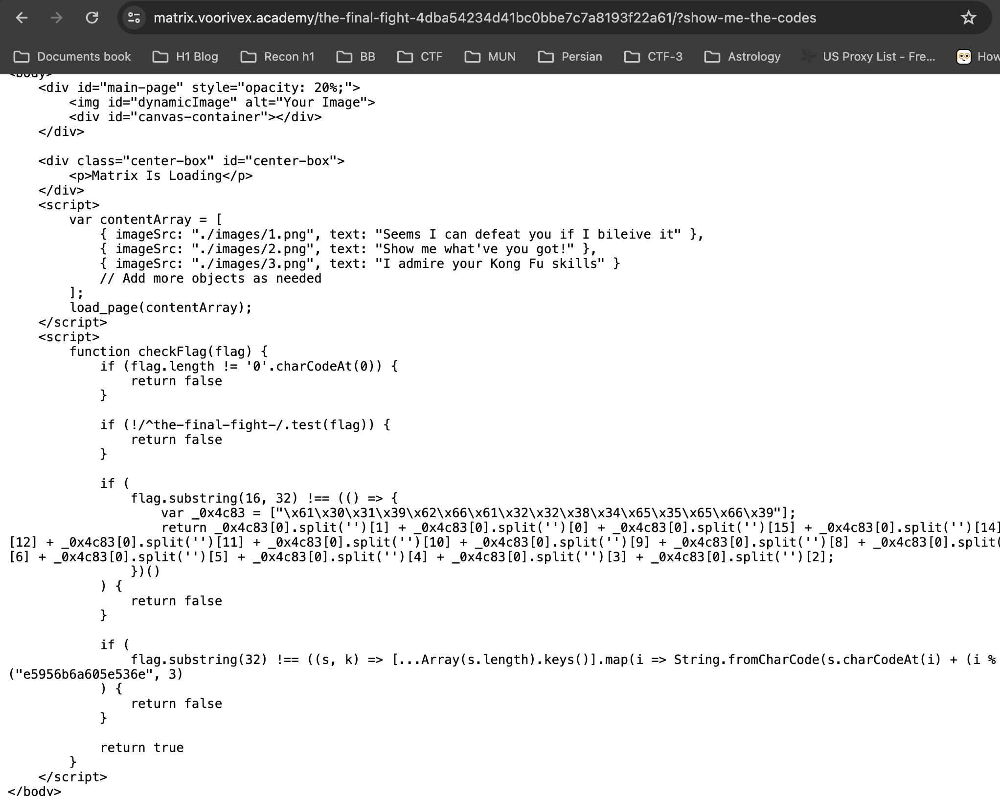 matrix.voorivex.academy/the-final-fight-4dba54234d41bc0bbe7c7a8193f22a61/?show-me-the-codes
Documents book H1 Blog Recon h1 BB CTF MUN Persian CTF-3 Astrology US Proxy List - Fre... How
<body>
<div id="main-page" style="opacity: 20%;">
<img id="dynamicImage" alt="Your Image">
<div id="canvas-container"></div>
</div>
<div class="center-box" id="center-box">
<p>Matrix Is Loading</p>
</div>
<script>
var contentArray = [
{ imageSrc: "./images/1.png", text: "Seems I can defeat you if I bileive it" },
{ imageSrc: "./images/2.png", text: "Show me what've you got!" },
{ imageSrc: "./images/3.png", text: "I admire your Kong Fu skills" }
// Add more objects as needed
];
load_page(contentArray);
</script>
<script>
function checkFlag(flag) {
if (flag.length != '0'.charCodeAt(0)) {
return false
}
if (!/^the-final-fight-/.test(flag)) {
return false
}
if (
flag.substring(16, 32) !== (() => {
var _0x4c83 = ["\x61\x30\x31\x39\x62\x66\x61\x32\x32\x38\x34\x65\x35\x65\x66\x39"];
return _0x4c83[0].split('')[1] + _0x4c83[0].split('')[0] + _0x4c83[0].split('')[15] + _0x4c83[0].split('')[14]
[12] + _0x4c83[0].split('')[11] + _0x4c83[0].split('')[10] + _0x4c83[0].split('')[9] + _0x4c83[0].split('')[8] + _0x4c83[0].split(
[6] + _0x4c83[0].split('')[5] + _0x4c83[0].split('')[4] + _0x4c83[0].split('')[3] + _0x4c83[0].split('')[2];
})()
) {
return false
}
if (
flag.substring(32) !== ((s, k) => [...Array(s.length).keys()].map(i => String.fromCharCode(s.charCodeAt(i) + (i %
("e5956b6a605e536e", 3)
) {
return false
}
return true
}
</script>
</body>